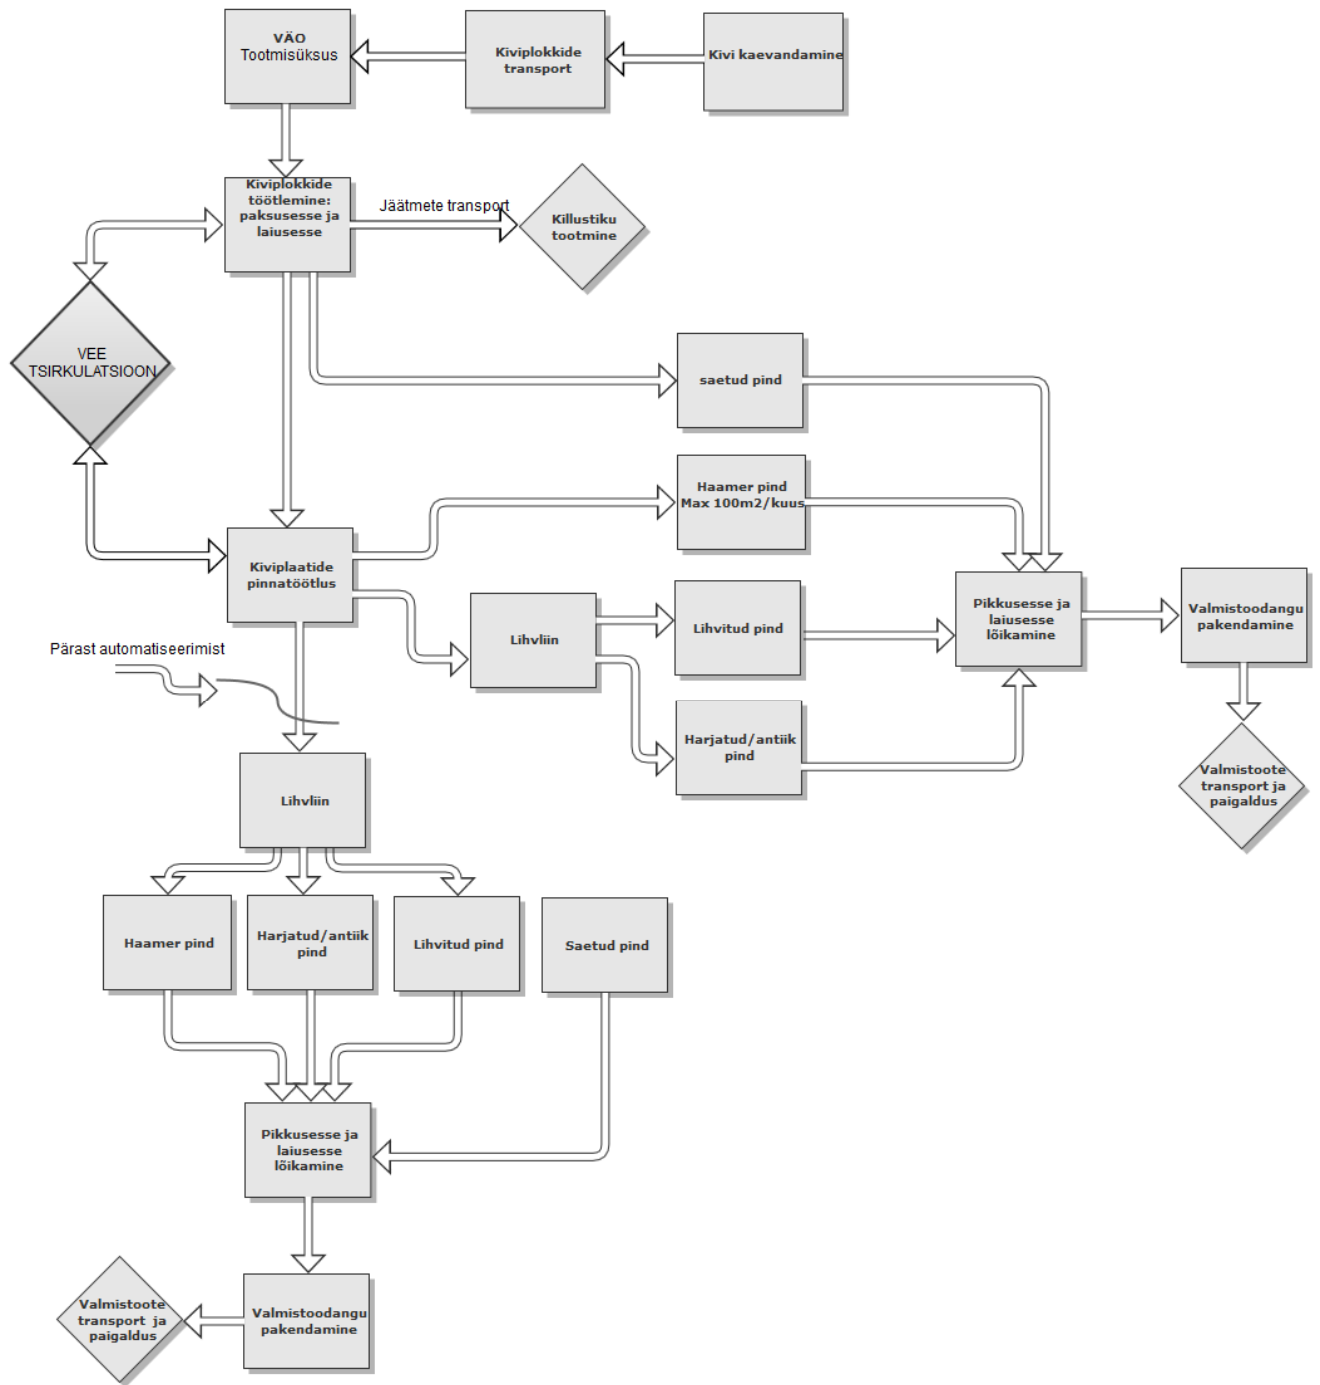 VÄO
Tootmisüksus
Kiviplokkide
transport
Kivi kaevandamine
Kiviplokkide
töötlemine:
paksusesse ja
laiusesse
Jäätmete transport
Killustiku
tootmine
VEE
TSIRKULATSIOON
saetud pind
Haamer pind
Max 100m2/kuus
Kiviplaatide
pinnatöötlus
Lihvliin
Lihvitud pind
Pikkusesse ja
laiusesse
lõikamine
Valmistoodangu
pakendamine
Pärast automatiseerimist
Harjatud/antiik
pind
Valmistoote
transport ja
paigaldus
Lihvliin
Haamer pind
Harjatud/antiik
pind
Lihvitud pind
Saetud pind
Pikkusesse ja
laiusesse
lõikamine
Valmistoote
transport ja
paigaldus
Valmistoodangu
pakendamine